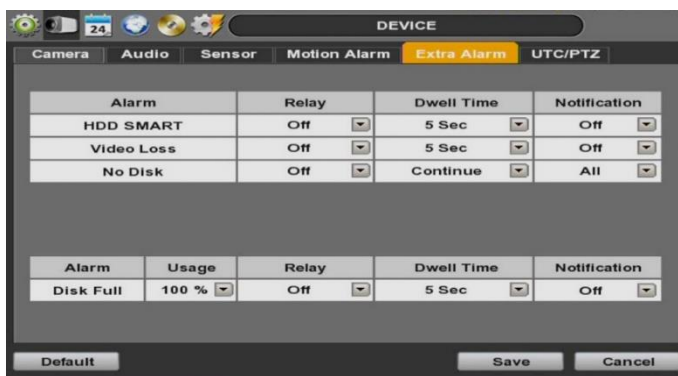 24
DEVICE
Camera Audio Sensor Motion Alarm Extra Alarm UTC/PTZ
Alarm Relay Dwell Time Notification
HDD SMART Off 5 Sec Off
Video Loss Off 5 Sec Off
No Disk Off Continue All
Alarm Usage Relay Dwell Time Notification
Disk Full 100 % Off 5 Sec Off
Default Save Cancel